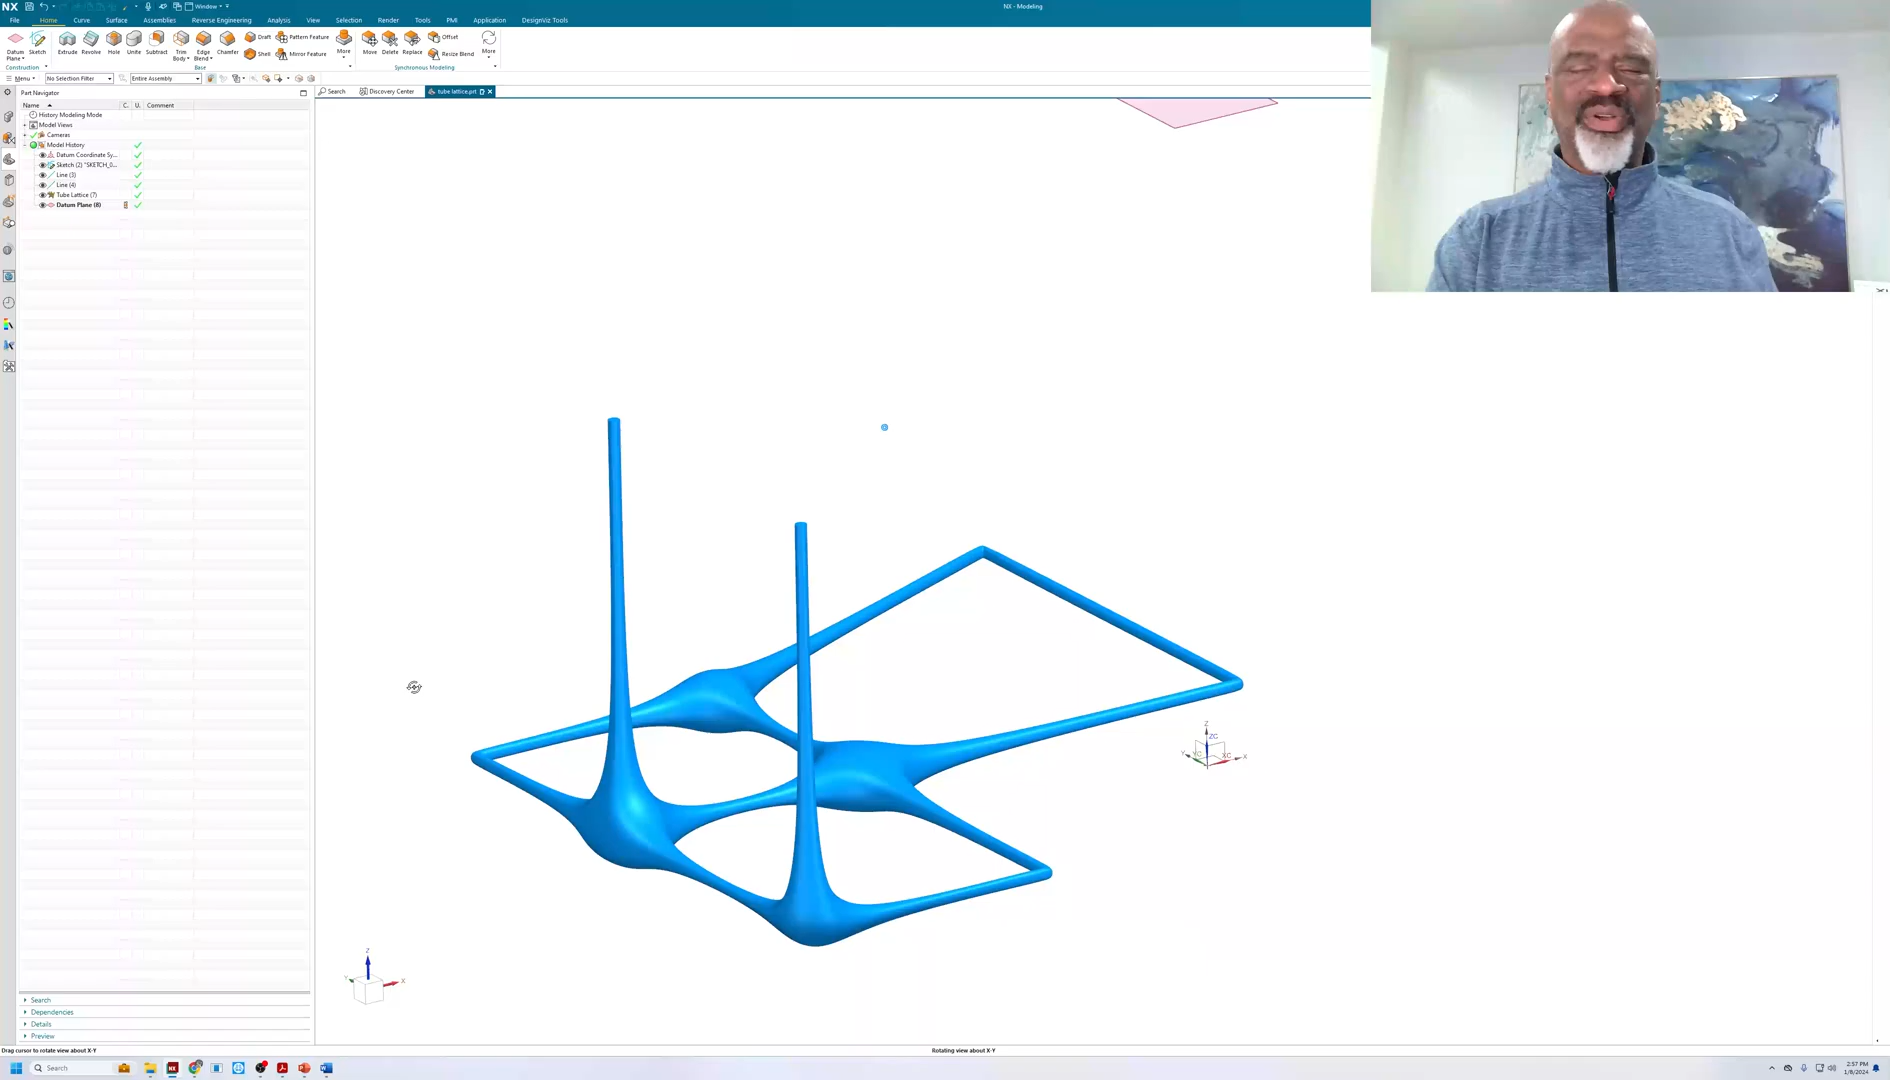 NX Window NX - Modeling
File Home Curve Surface Assemblies Reverse Engineering Analysis View Selection Render Tools PMI Application DesignViz Tools
Datum Plane Sketch Extrude Revolve Hole Unite Subtract Trim Body Edge Blend Chamfer Draft Shell Pattern Feature Mirror Feature More Move Delete Replace Offset Resize Blend More
Construction Base Synchronous Modeling
Menu No Selection Filter Entire Assembly
Part Navigator
Search Discovery Center tube lattice.prt
Name C. U. Comment
History Modeling Mode
Model Views
Cameras
Model History
Datum Coordinate Sy...
Sketch (2) "SKETCH_0...
Line (3)
Line (4)
Tube Lattice (7)
Datum Plane (8)
Z
ZC
Y YC XC X
Z
Y X
Search
Dependencies
Details
Preview
Drag cursor to rotate view about X-Y Rotating view about X-Y
Search
2:57 PM
1/8/2024